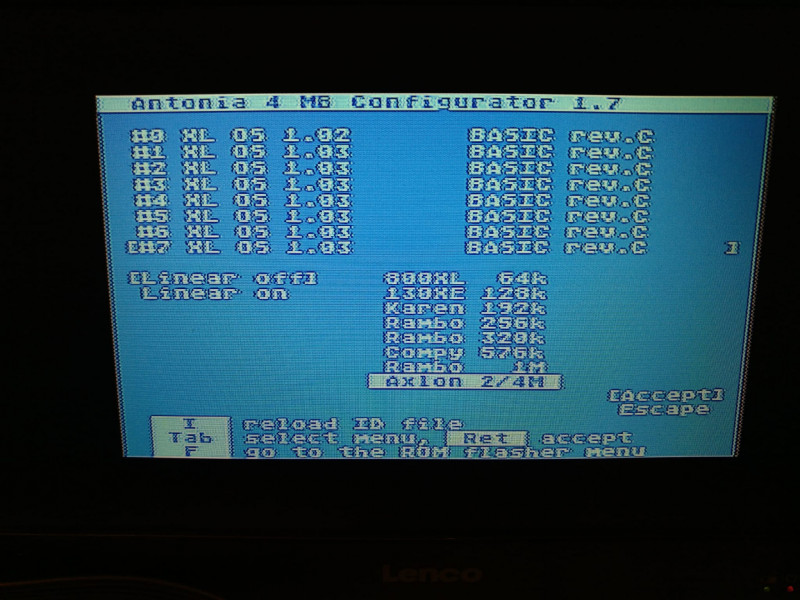 Antonia 4 MB Configurator 1.7
#0 XL OS 1.02 BASIC rev.C
#1 XL OS 1.03 BASIC rev.C
#2 XL OS 1.03 BASIC rev.C
#3 XL OS 1.03 BASIC rev.C
#4 XL OS 1.03 BASIC rev.C
#5 XL OS 1.03 BASIC rev.C
#6 XL OS 1.03 BASIC rev.C
[#7 XL OS 1.03 BASIC rev.C ]
[Linear off] 800XL 64k
Linear on 130XE 128k
Karen 192k
Rambo 256k
Rambo 320k
Compy 576k
Rambo 1M
Axlon 2/4M
[Accept]
Escape
I reload ID file
Tab select menu, Ret accept
F go to the ROM flasher menu
Lenco